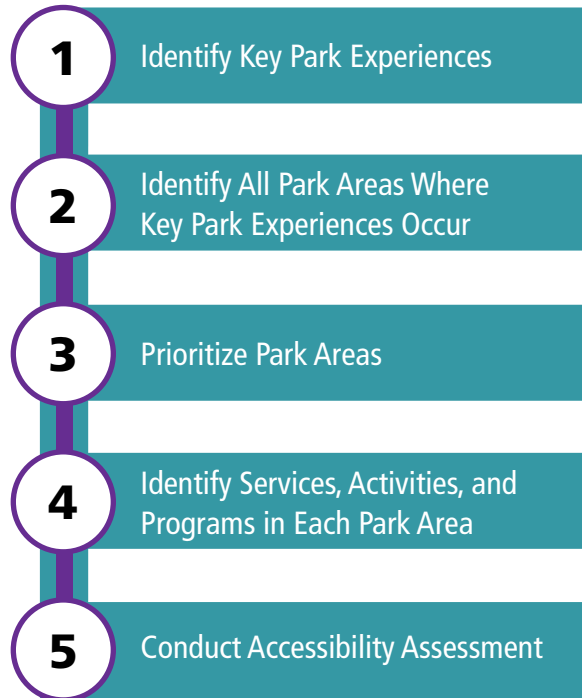 1
Identify Key Park Experiences
2
Identify All Park Areas Where
Key Park Experiences Occur
3
Prioritize Park Areas
4
Identify Services, Activities, and
Programs in Each Park Area
5
Conduct Accessibility Assessment